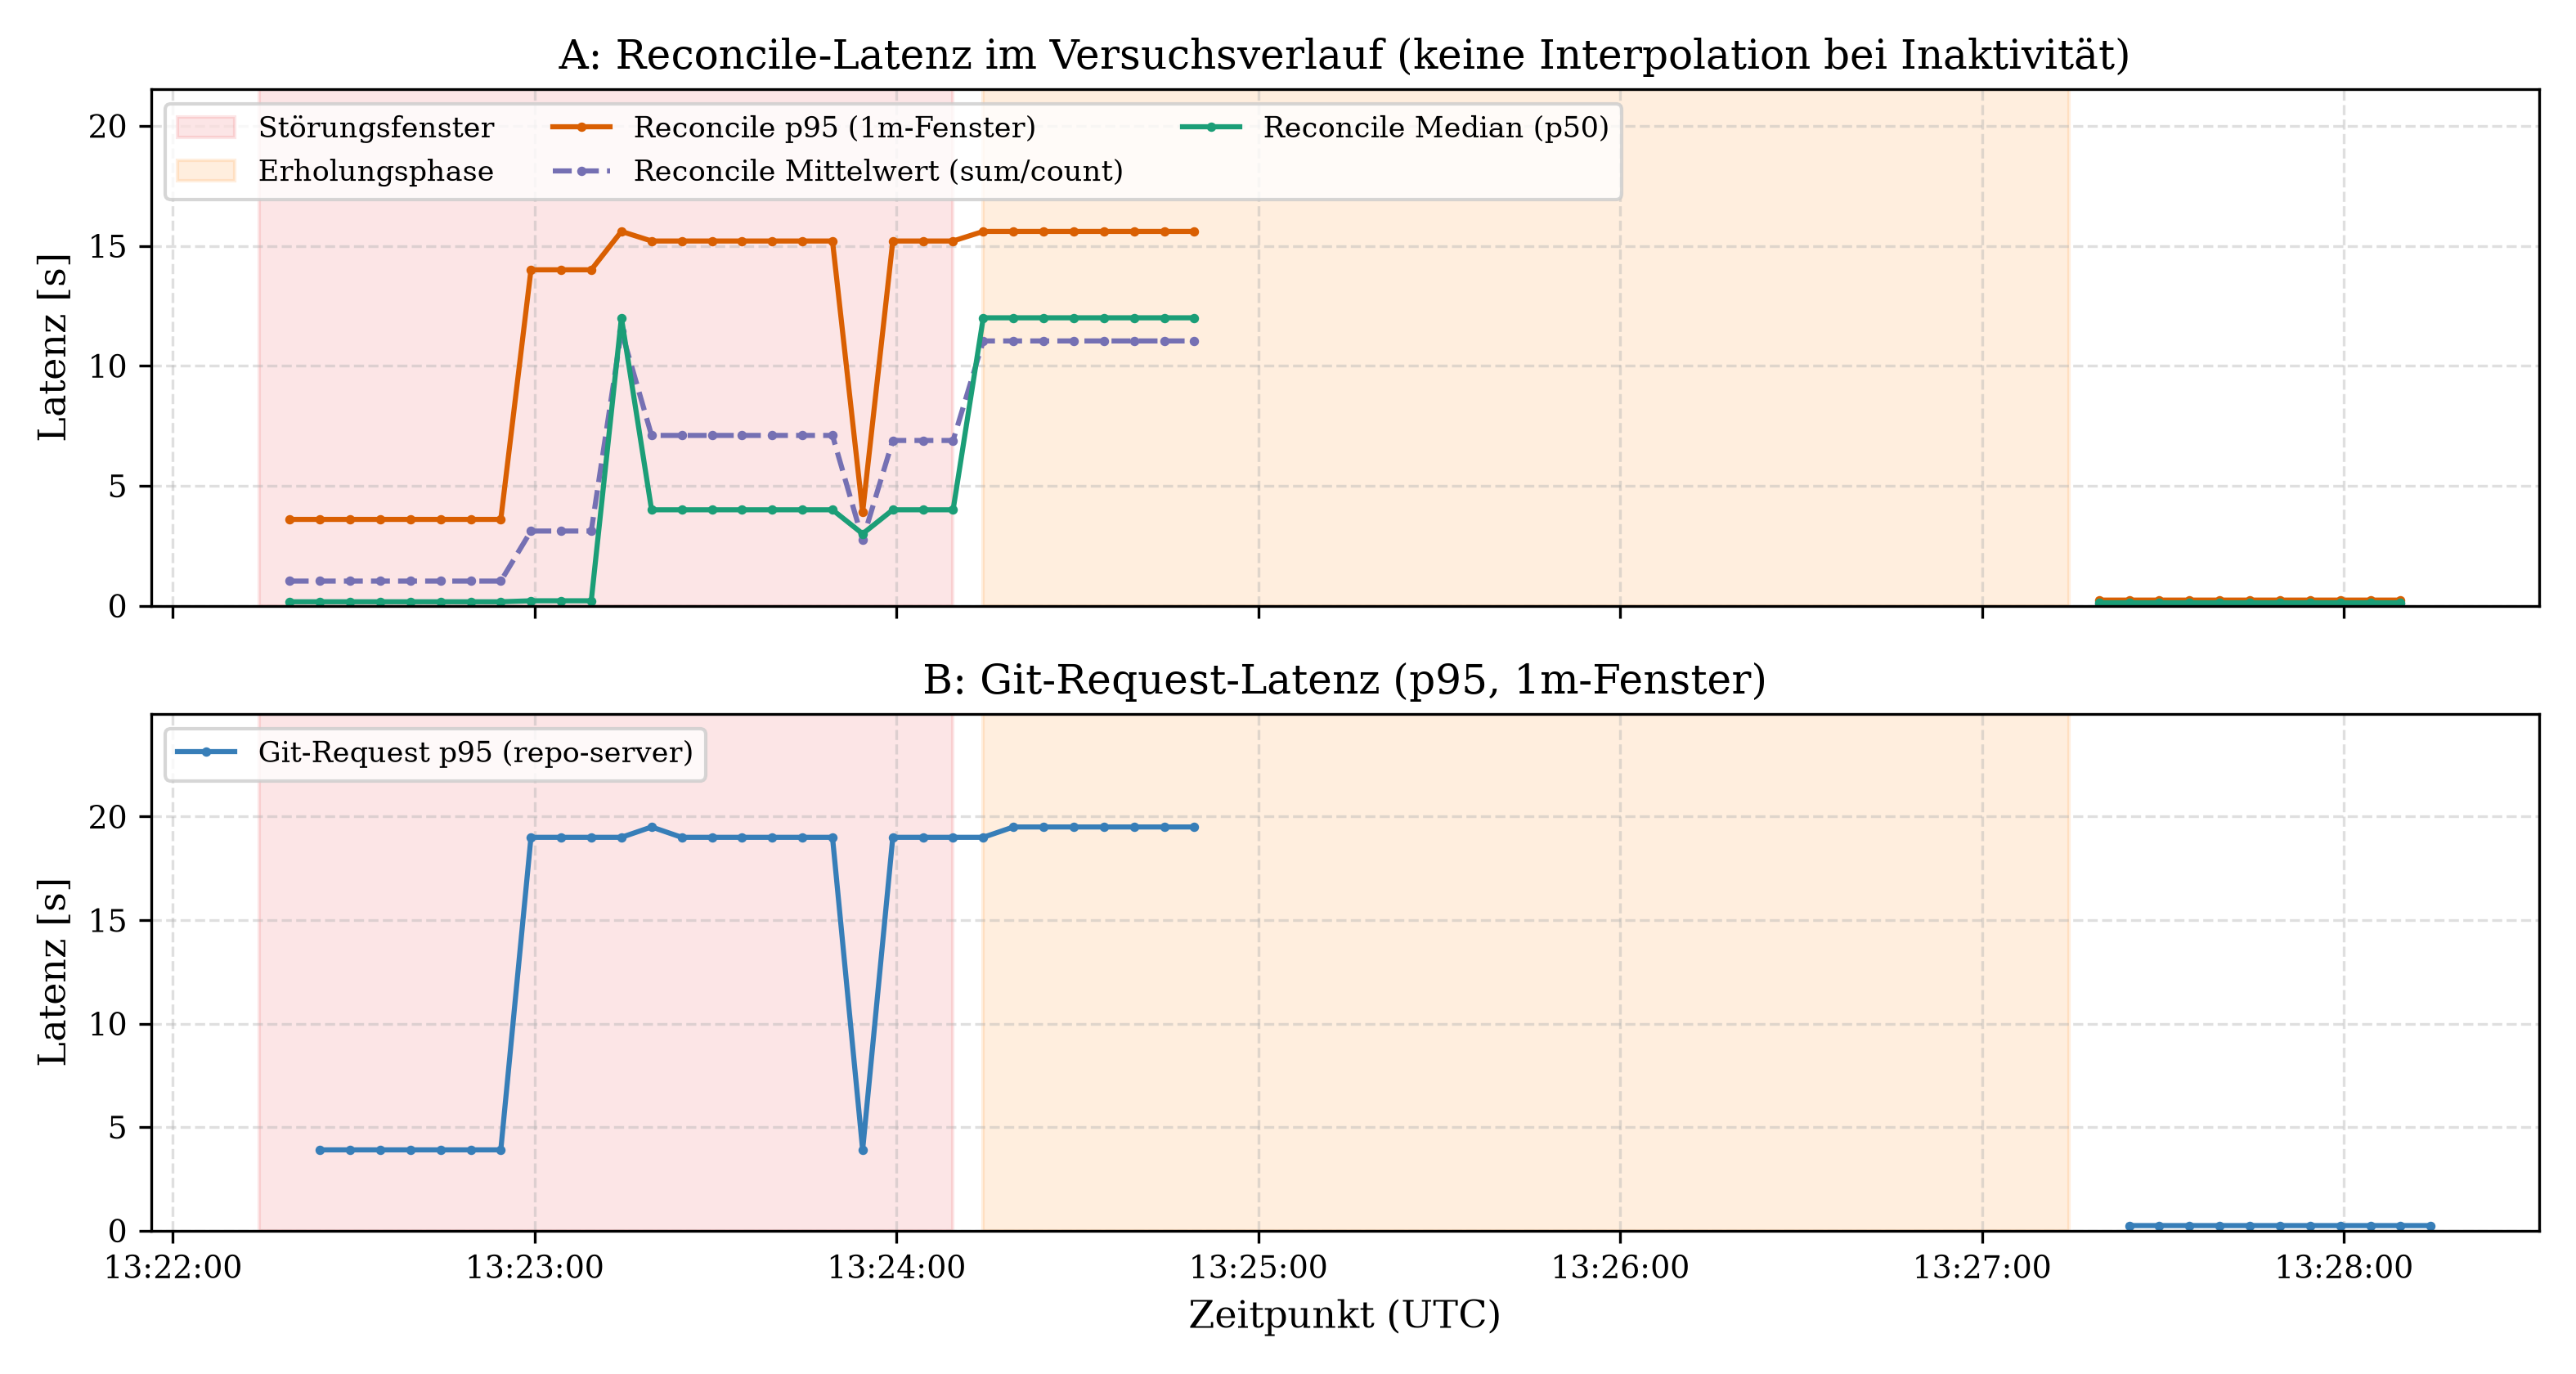 A: Reconcile-Latenz im Versuchsverlauf (keine Interpolation bei Inaktivität)
Störungsfenster
Erholungsphase
Reconcile p95 (1m-Fenster)
Reconcile Mittelwert (sum/count)
Reconcile Median (p50)
Latenz [s]
20
15
10
5
0
B: Git-Request-Latenz (p95, 1m-Fenster)
Git-Request p95 (repo-server)
Latenz [s]
20
15
10
5
0
13:22:00 13:23:00 13:24:00 13:25:00 13:26:00 13:27:00 13:28:00
Zeitpunkt (UTC)